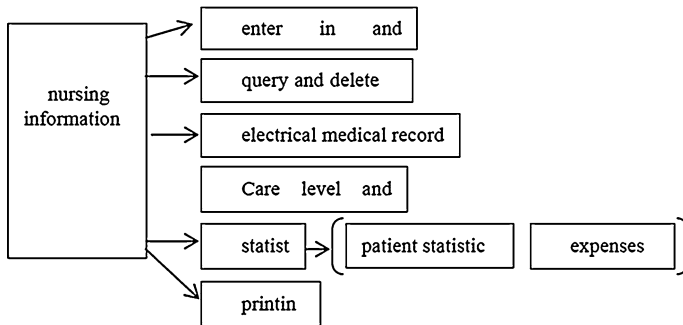 enter in and
query and delete
nursing
information
electrical medical record
Care level and
statist
patient statistic
expenses
printin